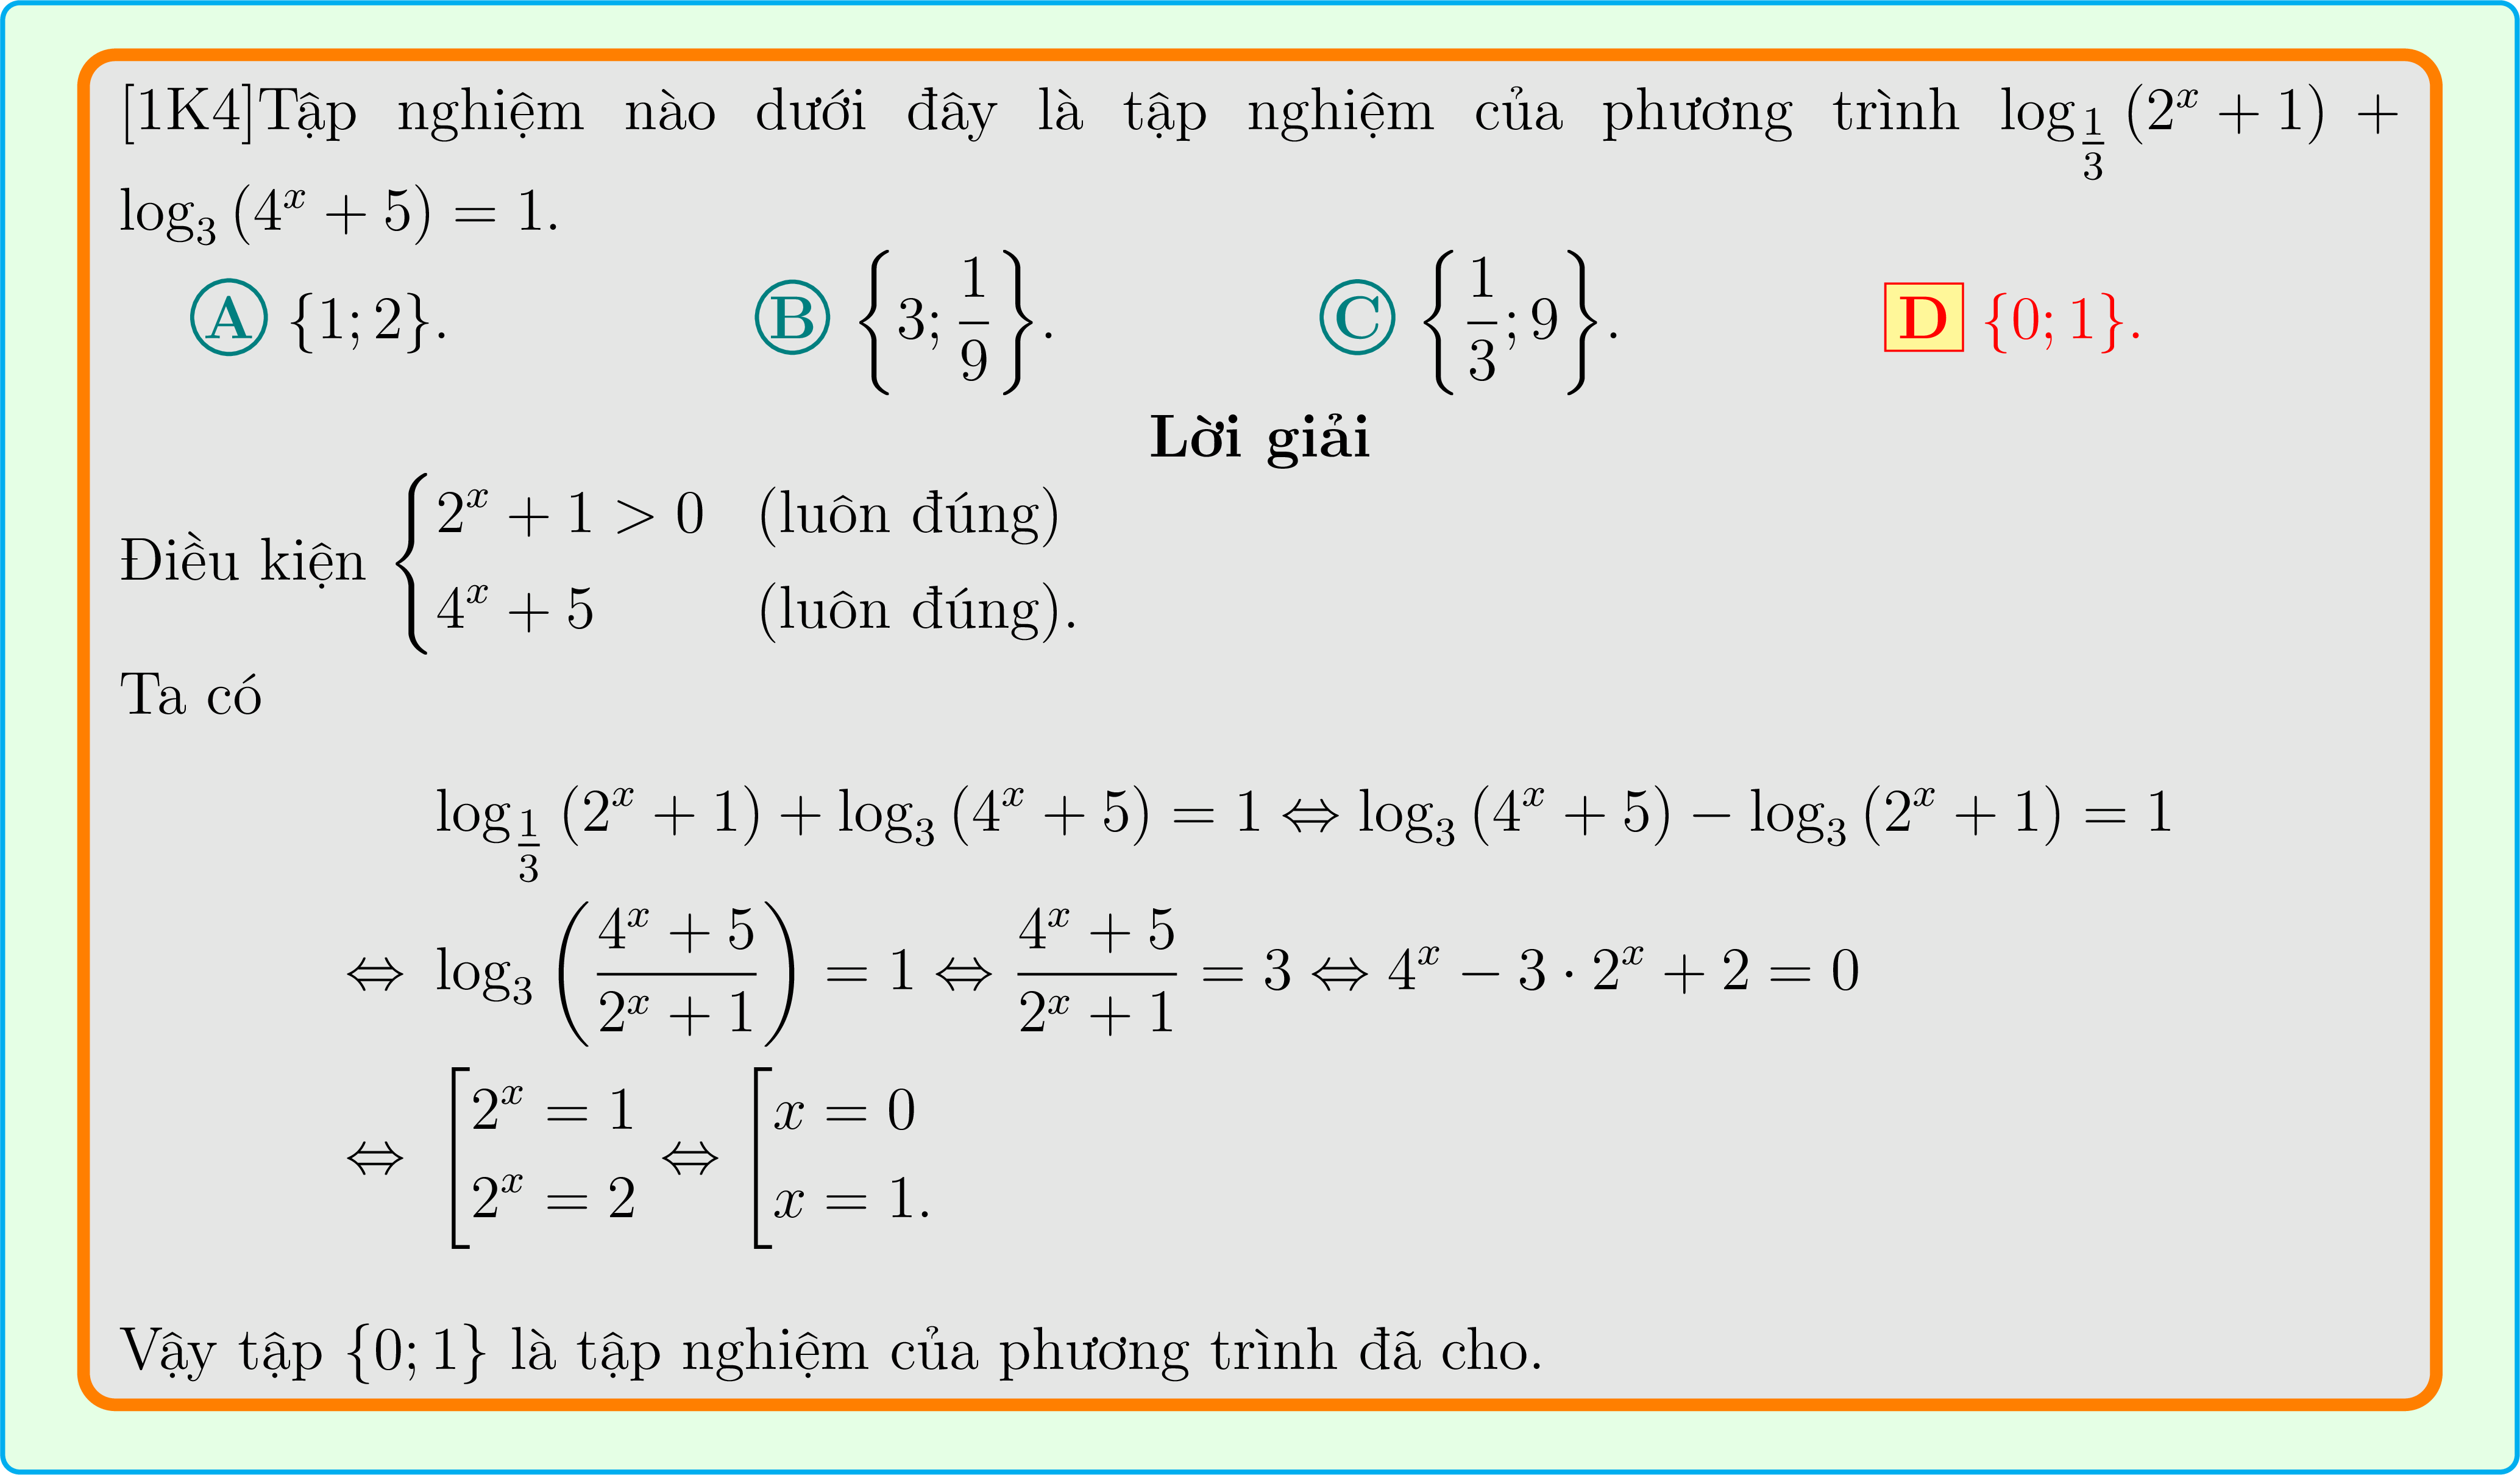 [1K4]Tập nghiệm nào dưới đây là tập nghiệm của phương trình $\log_{\frac{1}{3}}(2^x+1)+$
$\log_3(4^x+5)=1.$
A $\{1;2\}.$ B $\left\{3;\frac{1}{9}\right\}.$ C $\left\{\frac{1}{3};9\right\}.$ D $\{0;1\}.$
Lời giải
Điều kiện $\begin{cases}2^x+1>0 & \text{(luôn đúng)}\\4^x+5 & \text{(luôn đúng).}\end{cases}$
Ta có
$\log_{\frac{1}{3}}(2^x+1)+\log_3(4^x+5)=1\Leftrightarrow\log_3(4^x+5)-\log_3(2^x+1)=1$
$\Leftrightarrow\log_3\left(\frac{4^x+5}{2^x+1}\right)=1\Leftrightarrow\frac{4^x+5}{2^x+1}=3\Leftrightarrow4^x-3\cdot2^x+2=0$
$\Leftrightarrow\left[\begin{array}{l}2^x=1\\2^x=2\end{array}\right.\Leftrightarrow\left[\begin{array}{l}x=0\\x=1.\end{array}\right.$
Vậy tập $\{0;1\}$ là tập nghiệm của phương trình đã cho.